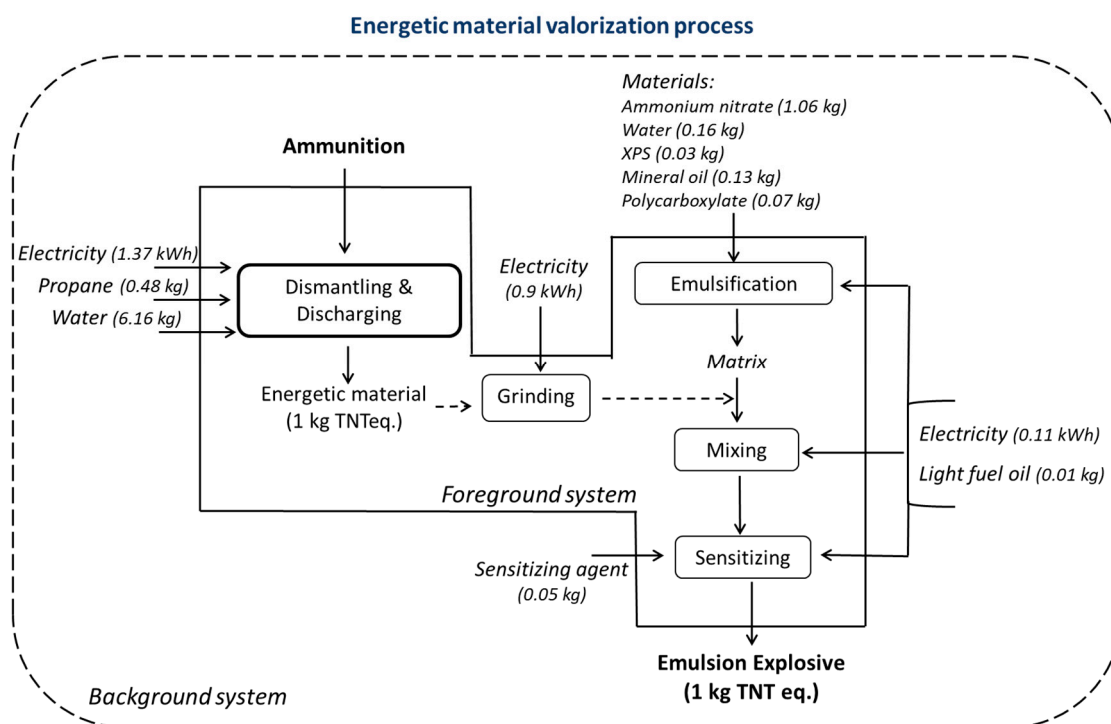 Energetic material valorization process
Materials:
Ammonium nitrate (1.06 kg)
Water (0.16 kg)
XPS (0.03 kg)
Mineral oil (0.13 kg)
Polycarboxylate (0.07 kg)
Ammunition
Electricity (1.37 kWh)
Propane (0.48 kg)
Water (6.16 kg)
Dismantling &
Discharging
Electricity
(0.9 kWh)
Emulsification
Matrix
Energetic material
(1 kg TNTeq.)
Grinding
Mixing
Electricity (0.11 kWh)
Light fuel oil (0.01 kg)
Foreground system
Sensitizing
Sensitizing agent
(0.05 kg)
Emulsion Explosive
(1 kg TNT eq.)
Background system